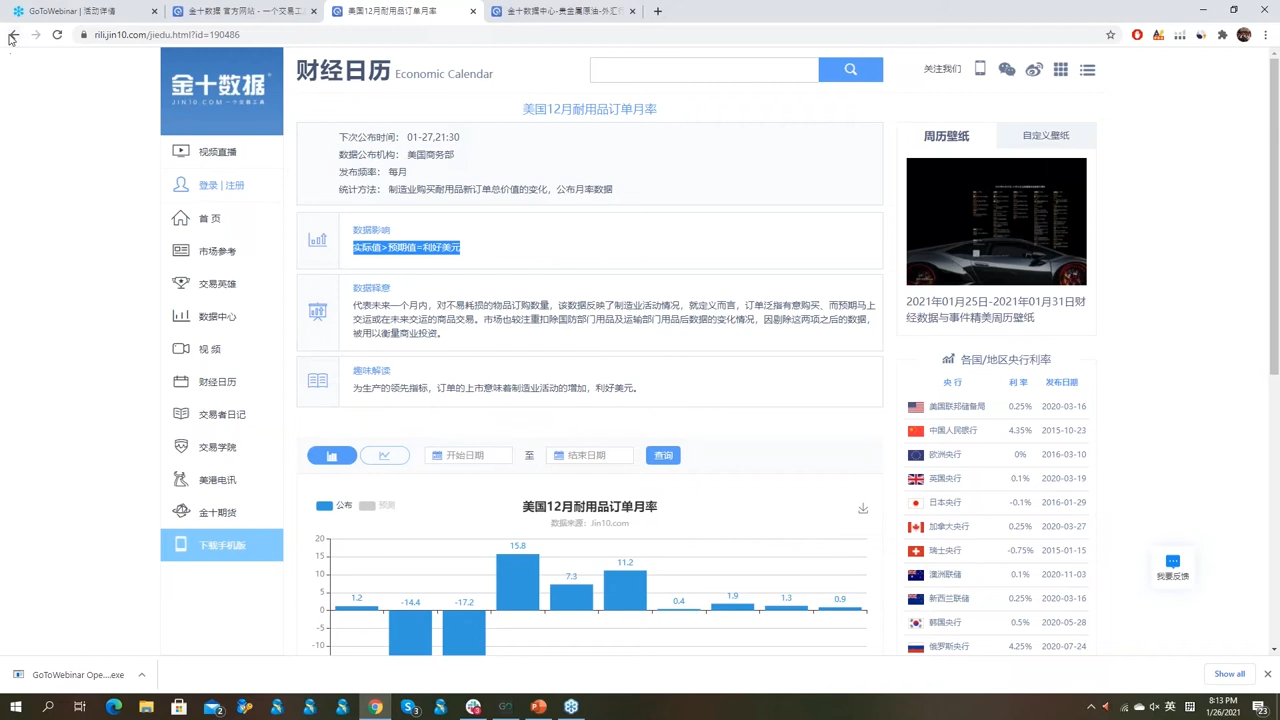 GoToWebinar | 活动详情
金十数据 官方网站 - 一个交易工
美国12月耐用品订单月率
金十数据中心-贵金属原油-外汇行
rili.jin10.com/jiedu.html?id=190486
金十数据
JIN10.COM 一个交易工具
财经日历 Economic Calendar
关注我们
视频直播
登录 | 注册
首 页
市场参考
交易英雄
数据中心
视 频
财经日历
交易者日记
交易学院
美港电讯
金十期货
下载手机版
美国12月耐用品订单月率
下次公布时间： 01-27,21:30
数据公布机构： 美国商务部
发布频率： 每月
统计方法： 制造业购买耐用品新订单总价值的变化，公布月率数据
数据影响
实际值>预期值=利好美元
数据释意
代表未来一个月内，对不易耗损的物品订购数量，该数据反映了制造业活动情况，就定义而言，订单泛指有意购买、而预期马上
交运或在未来交运的商品交易。市场也较注重扣除国防部门用品及运输部门用品后数据的变化情况，因剔除这两项之后的数据，
被用以衡量商业投资。
趣味解读
为生产的领先指标，订单的上市意味着制造业活动的增加，利好美元。
开始日期 至 结束日期 查询
公布 预测
美国12月耐用品订单月率
数据来源：Jin10.com
20
15
10
5
0
-5
-10
1.2
-14.4
-17.2
15.8
7.3
11.2
0.4
1.9
1.3
0.9
周历壁纸 自定义壁纸
2021年01月25日-2021年01月31日财
经数据与事件精美周历壁纸
各国/地区央行利率
央 行 利 率 发布日期
美国联邦储备局 0.25% 2020-03-16
中国人民银行 4.35% 2015-10-23
欧洲央行 0% 2016-03-10
英国央行 0.1% 2020-03-19
日本央行 -0.1% 2016-01-29
加拿大央行 0.25% 2020-03-27
瑞士央行 -0.75% 2015-01-15
澳洲联储 0.1% 2020-11-03
新西兰联储 0.25% 2020-03-16
韩国央行 0.5% 2020-05-28
俄罗斯央行 4.25% 2020-07-24
我要反馈
GoToWebinar Ope....exe
Show all
8:13 PM
1/26/2021